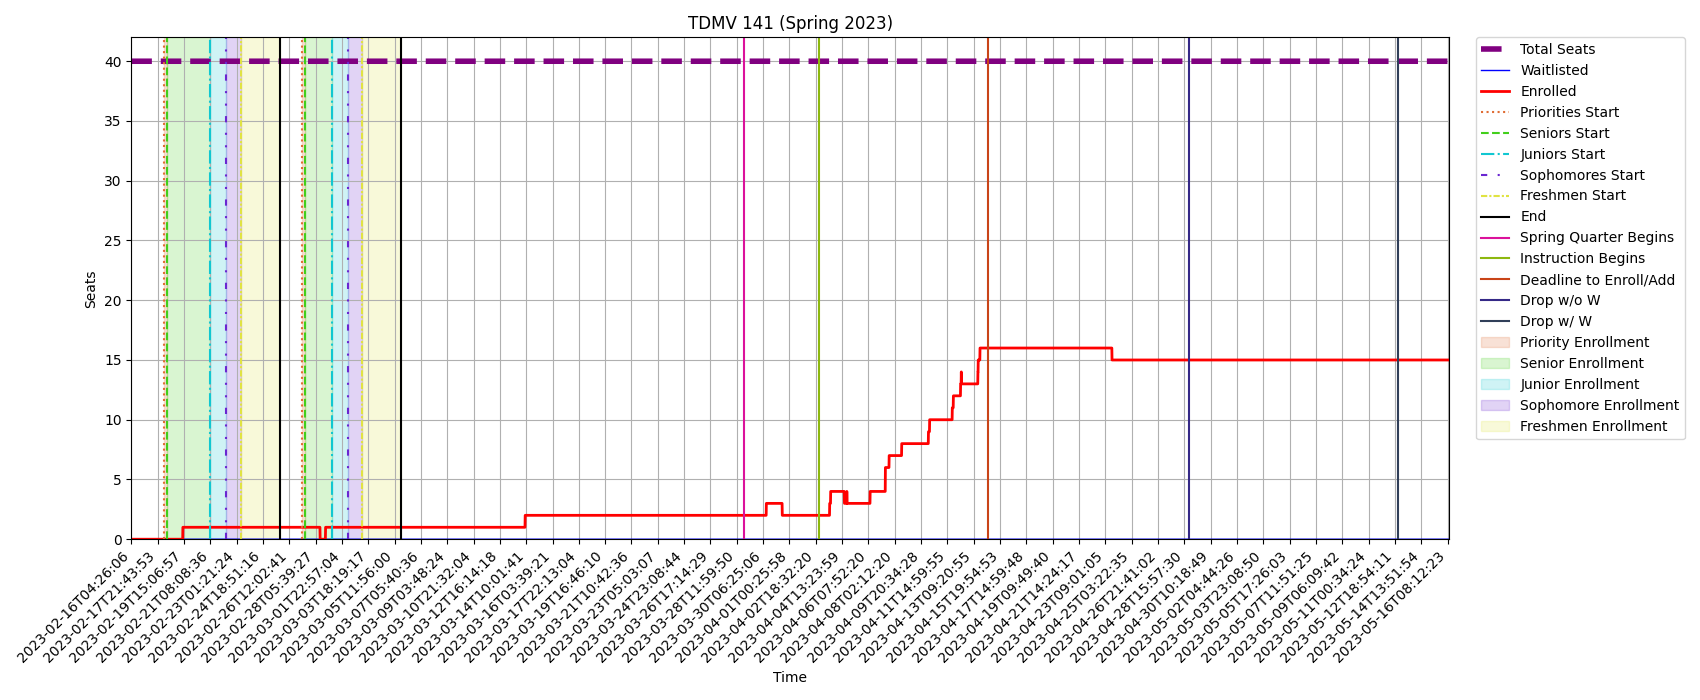 TDMV 141 (Spring 2023)
Seats
40
35
30
25
20
15
10
5
0
2023-02-16T04:26:06
2023-02-17T21:43:53
2023-02-19T15:06:57
2023-02-21T08:08:36
2023-02-23T01:21:24
2023-02-24T18:51:16
2023-02-26T12:02:41
2023-02-28T05:39:27
2023-03-01T22:57:04
2023-03-03T18:19:17
2023-03-05T11:56:00
2023-03-07T05:40:36
2023-03-09T03:48:24
2023-03-10T21:32:04
2023-03-12T16:14:18
2023-03-14T10:01:41
2023-03-16T03:39:21
2023-03-17T22:13:04
2023-03-19T16:46:10
2023-03-21T10:42:36
2023-03-23T05:03:07
2023-03-24T23:08:44
2023-03-26T17:14:29
2023-03-28T11:59:50
2023-03-30T06:25:06
2023-04-01T00:25:58
2023-04-02T18:32:20
2023-04-04T13:23:59
2023-04-06T07:52:20
2023-04-08T02:12:20
2023-04-09T20:34:28
2023-04-11T14:59:55
2023-04-13T09:20:55
2023-04-15T19:54:53
2023-04-17T14:59:48
2023-04-19T09:49:40
2023-04-21T14:24:17
2023-04-23T09:01:05
2023-04-25T03:22:35
2023-04-26T21:41:02
2023-04-28T15:57:30
2023-04-30T10:18:49
2023-05-02T04:44:26
2023-05-03T23:08:50
2023-05-05T17:26:03
2023-05-07T11:51:25
2023-05-09T06:09:42
2023-05-11T00:34:24
2023-05-12T18:54:11
2023-05-14T13:51:54
2023-05-16T08:12:23
Time
Total Seats
Waitlisted
Enrolled
Priorities Start
Seniors Start
Juniors Start
Sophomores Start
Freshmen Start
End
Spring Quarter Begins
Instruction Begins
Deadline to Enroll/Add
Drop w/o W
Drop w/ W
Priority Enrollment
Senior Enrollment
Junior Enrollment
Sophomore Enrollment
Freshmen Enrollment